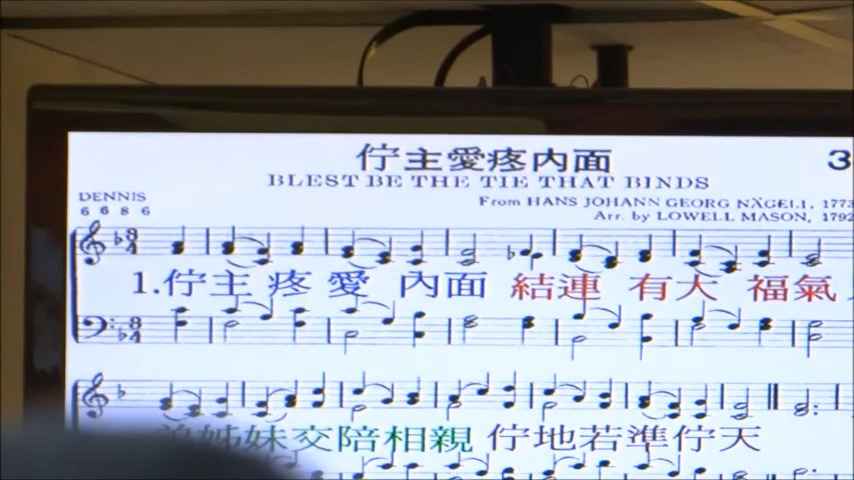 佇主愛疼內面 3
BLEST BE THE TIE THAT BINDS
DENNIS
6 6 8 6
From HANS JOHANN GEORG NÄGELI, 1773
Arr. by LOWELL MASON, 1792
1.佇主疼愛 內面 結連 有大 福氣
姊妹交陪相親 佇地若準佇天